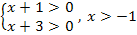 {x + 1 > 0
x + 3 > 0 , x > −1